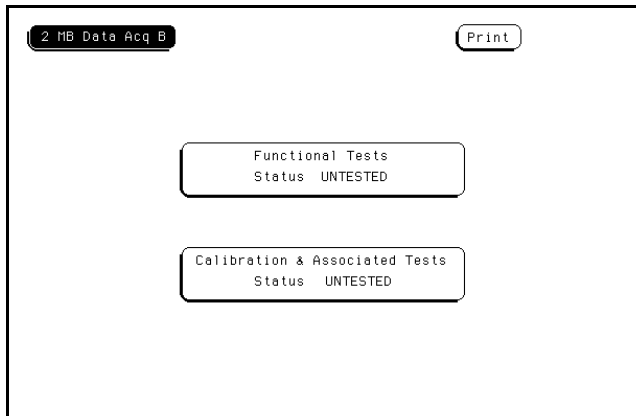 2 MB Data Acq B
Print
Functional Tests
Status UNTESTED
Calibration & Associated Tests
Status UNTESTED